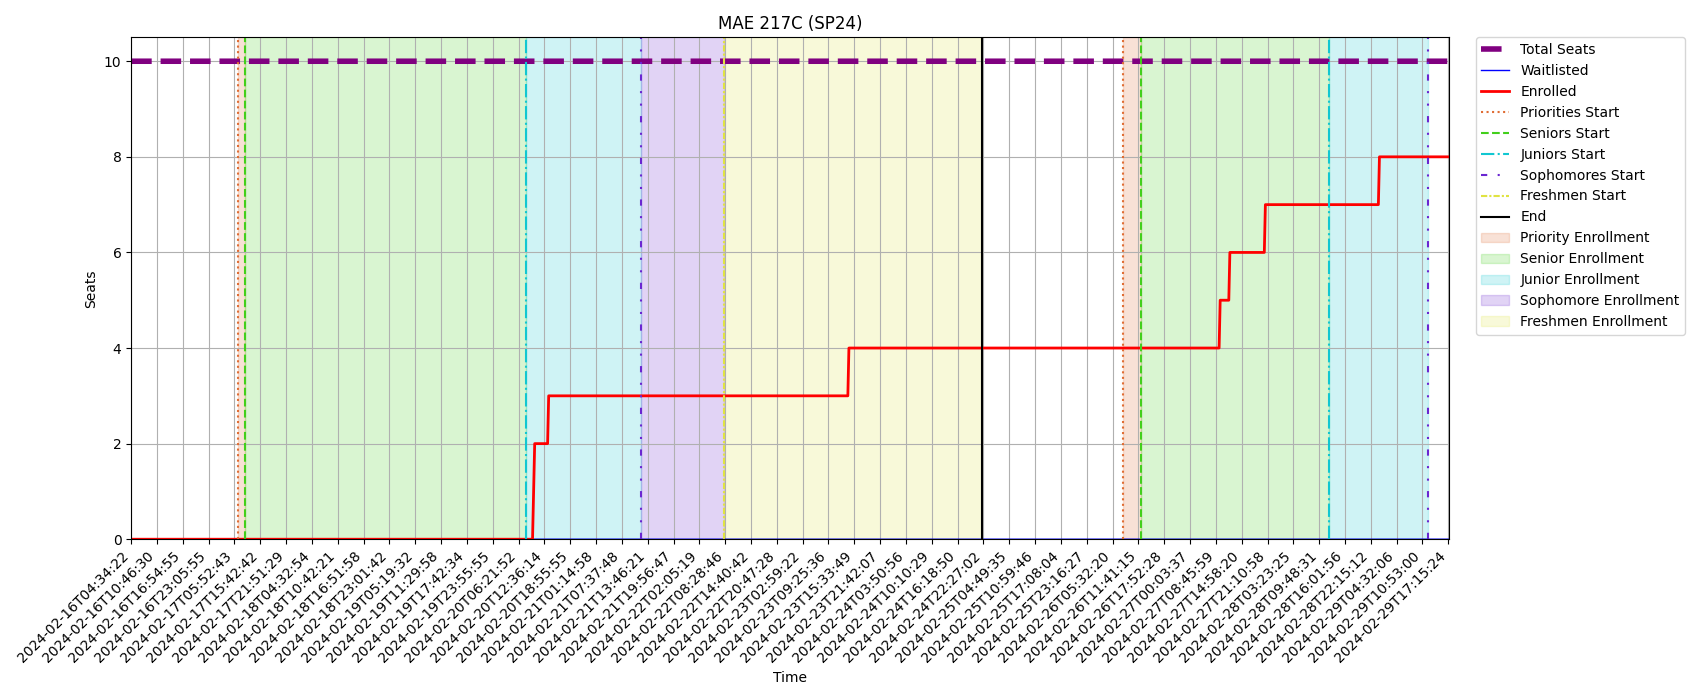 MAE 217C (SP24)
Seats
10
8
6
4
2
0
2024-02-16T04:34:22
2024-02-16T10:46:30
2024-02-16T16:54:55
2024-02-16T23:05:55
2024-02-17T05:52:43
2024-02-17T15:42:42
2024-02-17T21:51:29
2024-02-18T04:32:54
2024-02-18T10:42:21
2024-02-18T16:51:58
2024-02-18T23:01:42
2024-02-19T05:19:32
2024-02-19T11:29:58
2024-02-19T17:42:34
2024-02-19T23:55:55
2024-02-20T06:21:52
2024-02-20T12:36:14
2024-02-20T18:55:55
2024-02-21T01:14:58
2024-02-21T07:37:48
2024-02-21T13:46:21
2024-02-21T19:56:47
2024-02-22T02:05:19
2024-02-22T08:28:46
2024-02-22T14:40:42
2024-02-22T20:47:28
2024-02-23T02:59:22
2024-02-23T09:25:36
2024-02-23T15:33:49
2024-02-23T21:42:07
2024-02-24T03:50:56
2024-02-24T10:10:29
2024-02-24T16:18:50
2024-02-24T22:27:02
2024-02-25T04:49:35
2024-02-25T10:59:46
2024-02-25T17:08:04
2024-02-25T23:16:27
2024-02-26T05:32:20
2024-02-26T11:41:15
2024-02-26T17:52:28
2024-02-27T00:03:37
2024-02-27T08:45:59
2024-02-27T14:58:20
2024-02-27T21:10:58
2024-02-28T03:23:25
2024-02-28T09:48:31
2024-02-28T16:01:56
2024-02-28T22:15:12
2024-02-29T04:32:06
2024-02-29T10:53:00
2024-02-29T17:15:24
Time
Total Seats
Waitlisted
Enrolled
Priorities Start
Seniors Start
Juniors Start
Sophomores Start
Freshmen Start
End
Priority Enrollment
Senior Enrollment
Junior Enrollment
Sophomore Enrollment
Freshmen Enrollment